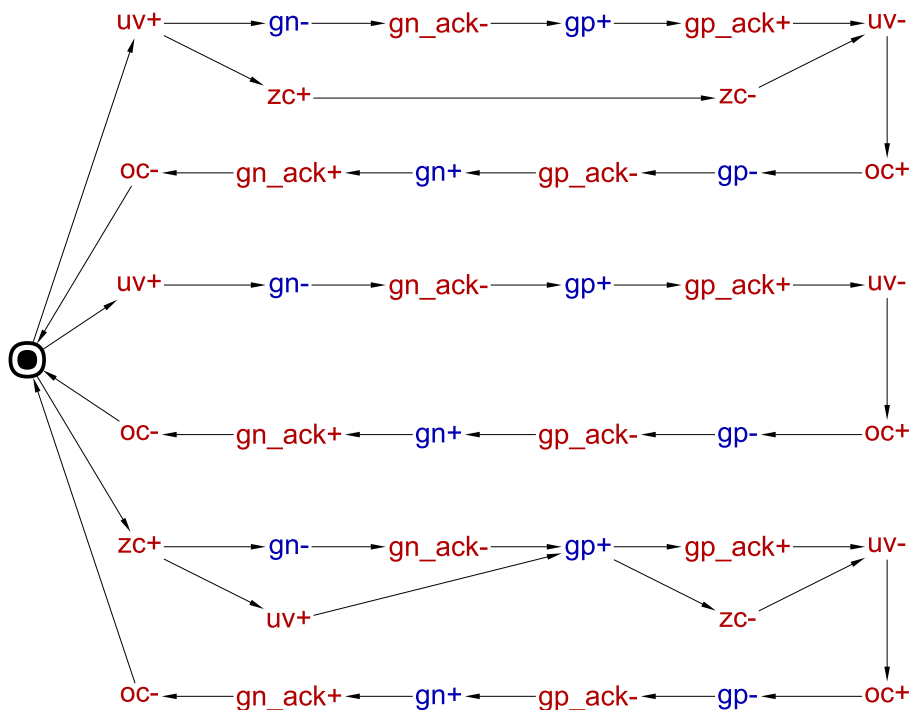 uv+ gn- gn_ack- gp+ gp_ack+ uv-
zc+ zc-
oc- gn_ack+ gn+ gp_ack- gp- oc+
uv+ gn- gn_ack- gp+ gp_ack+ uv-
oc- gn_ack+ gn+ gp_ack- gp- oc+
zc+ gn- gn_ack- gp+ gp_ack+ uv-
uv+ zc-
oc- gn_ack+ gn+ gp_ack- gp- oc+